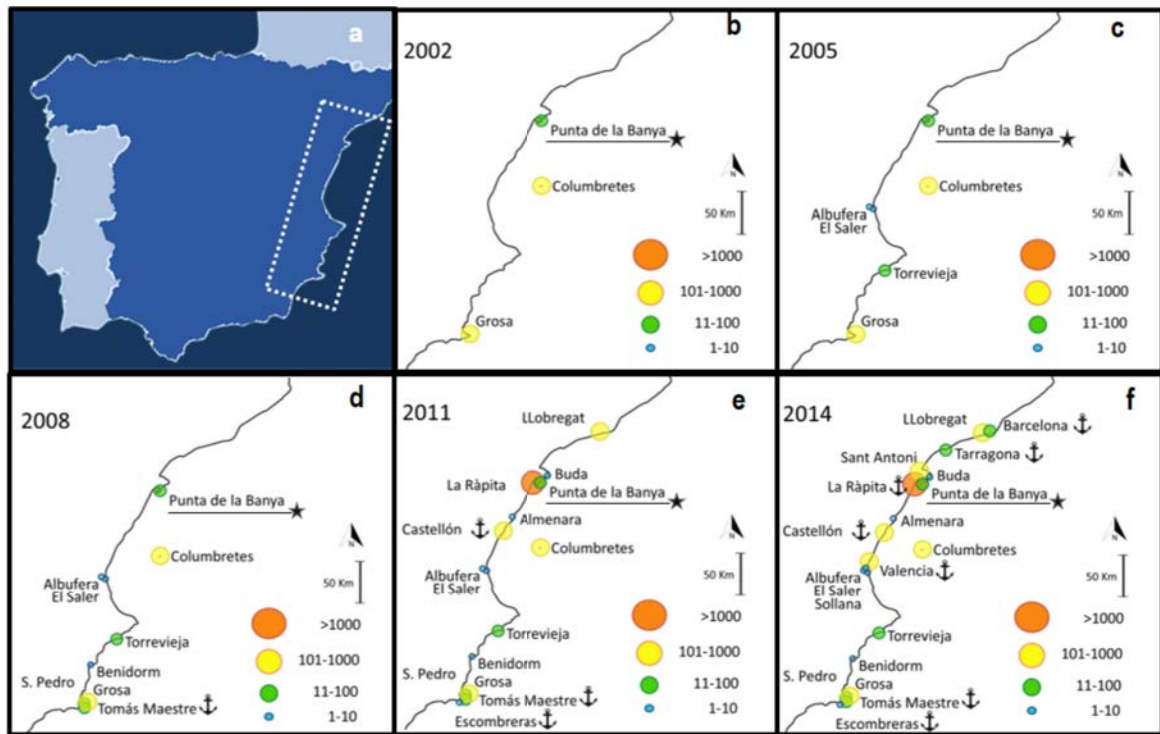 a
b
2002
Punta de la Banya
N
Columbretes
50 Km
>1000
101-1000
Grosa
11-100
1-10
c
2005
Punta de la Banya
N
Columbretes
Albufera
El Saler
50 Km
>1000
Torrevieja
101-1000
Grosa
11-100
1-10
d
2008
Punta de la Banya
N
Columbretes
50 Km
Albufera
El Saler
>1000
Torrevieja
101-1000
Benidorm
S. Pedro
Grosa
11-100
Tomás Maestre
1-10
e
2011
LLobregat
Buda
La Ràpita
Punta de la Banya
Almenara
N
Castellón
Columbretes
50 Km
Albufera
El Saler
>1000
Torrevieja
101-1000
Benidorm
S. Pedro
Grosa
11-100
Tomás Maestre
1-10
Escombreras
f
2014
LLobregat
Barcelona
Tarragona
Sant Antoni
Buda
La Ràpita
Punta de la Banya
Almenara
N
Castellón
Columbretes
Valencia
50 Km
Albufera
El Saler
Sollana
>1000
Torrevieja
101-1000
Benidorm
S. Pedro
Grosa
11-100
Tomás Maestre
1-10
Escombreras